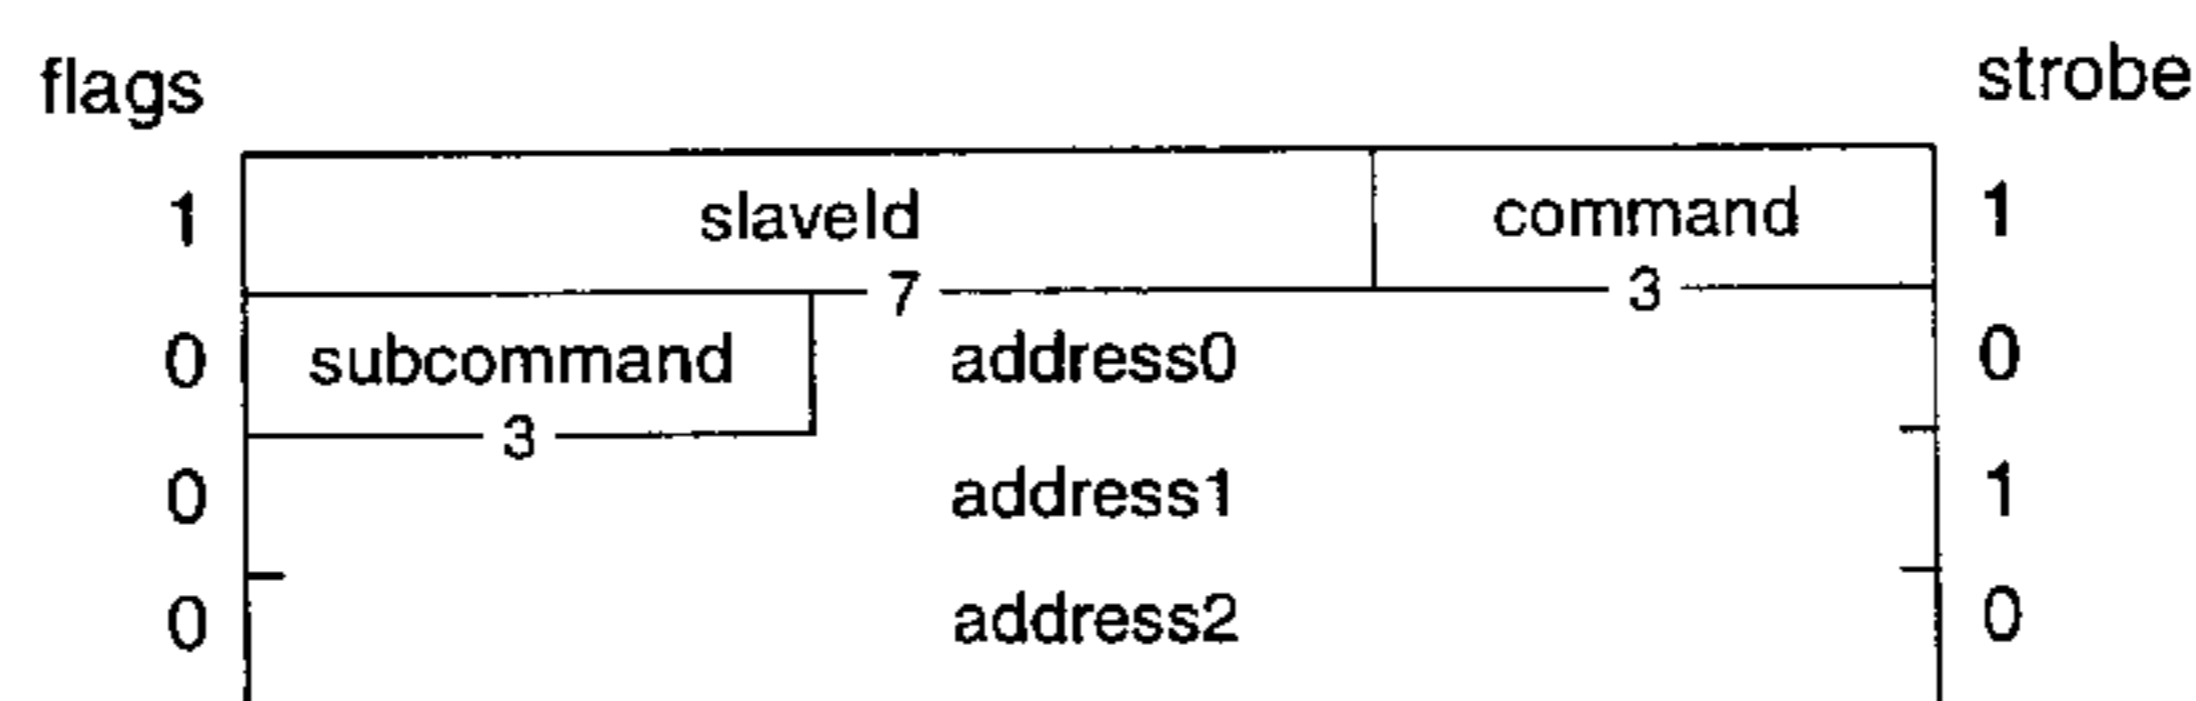 flags strobe
1 slaveId command 1
7 3
0 subcommand address0 0
3
0 address1 1
0 address2 0